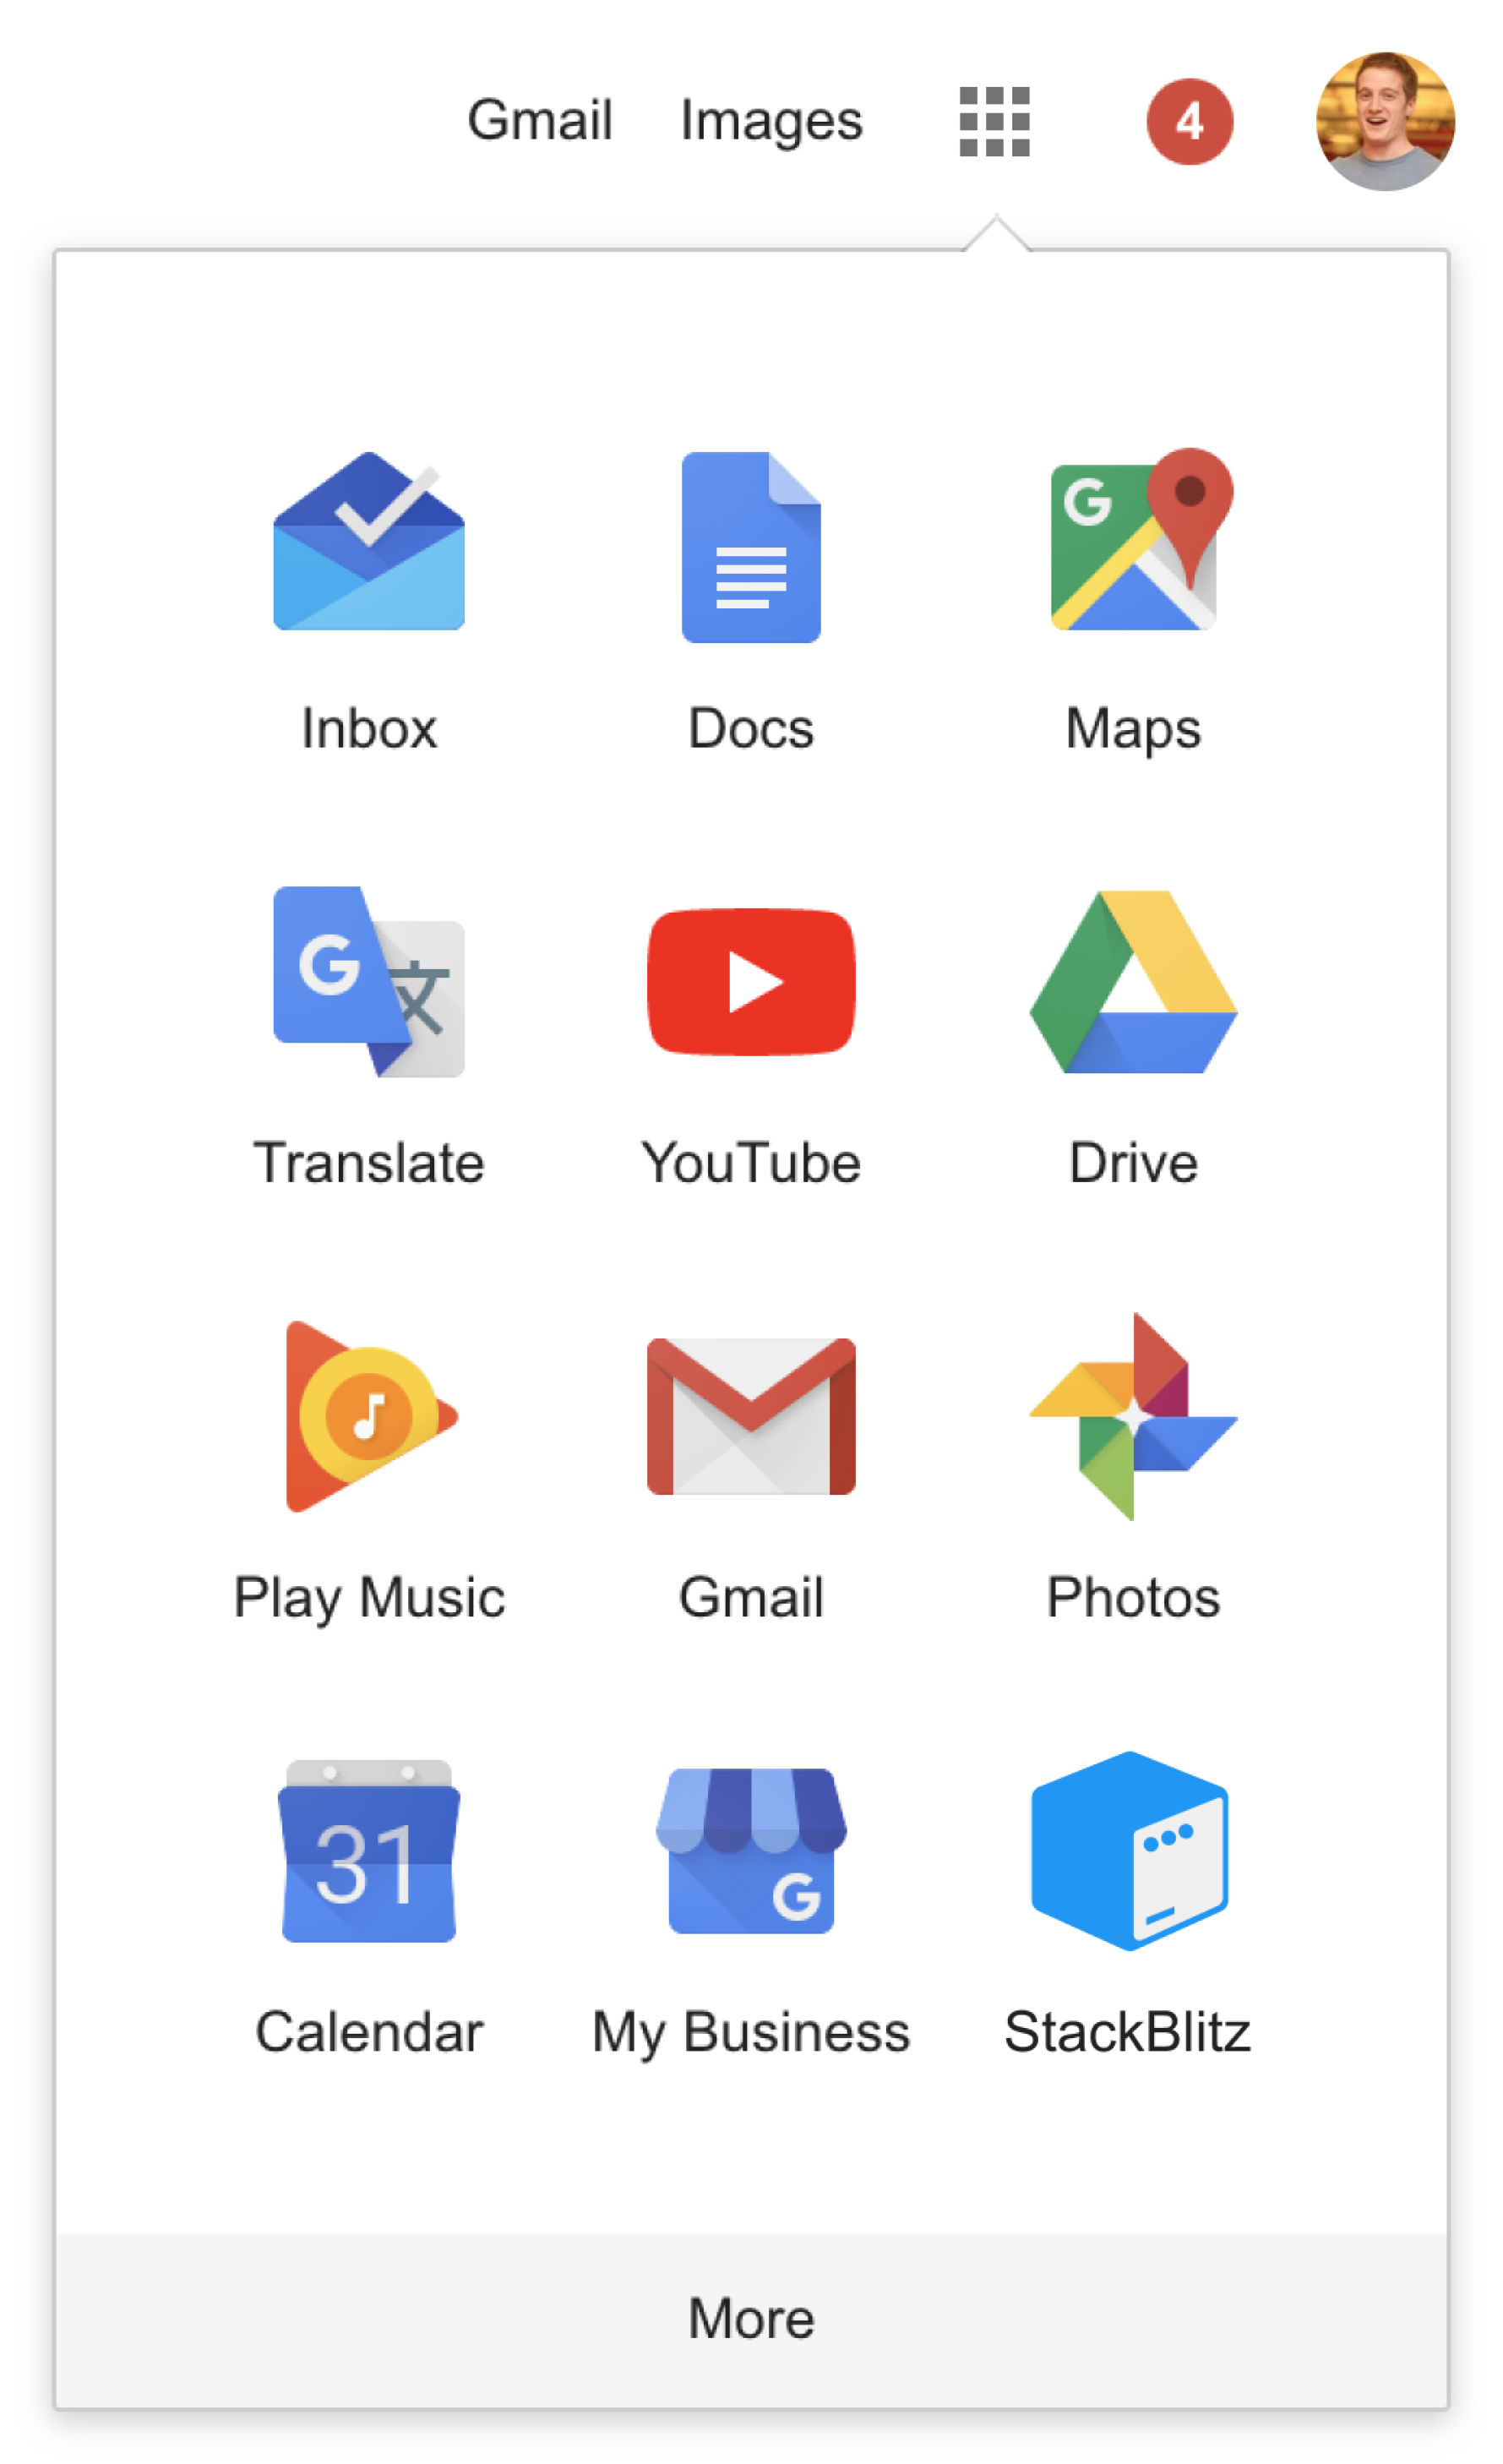 Gmail Images 4
G
Inbox Docs Maps
G 文
Translate YouTube Drive
Play Music Gmail Photos
31 G
Calendar My Business StackBlitz
More